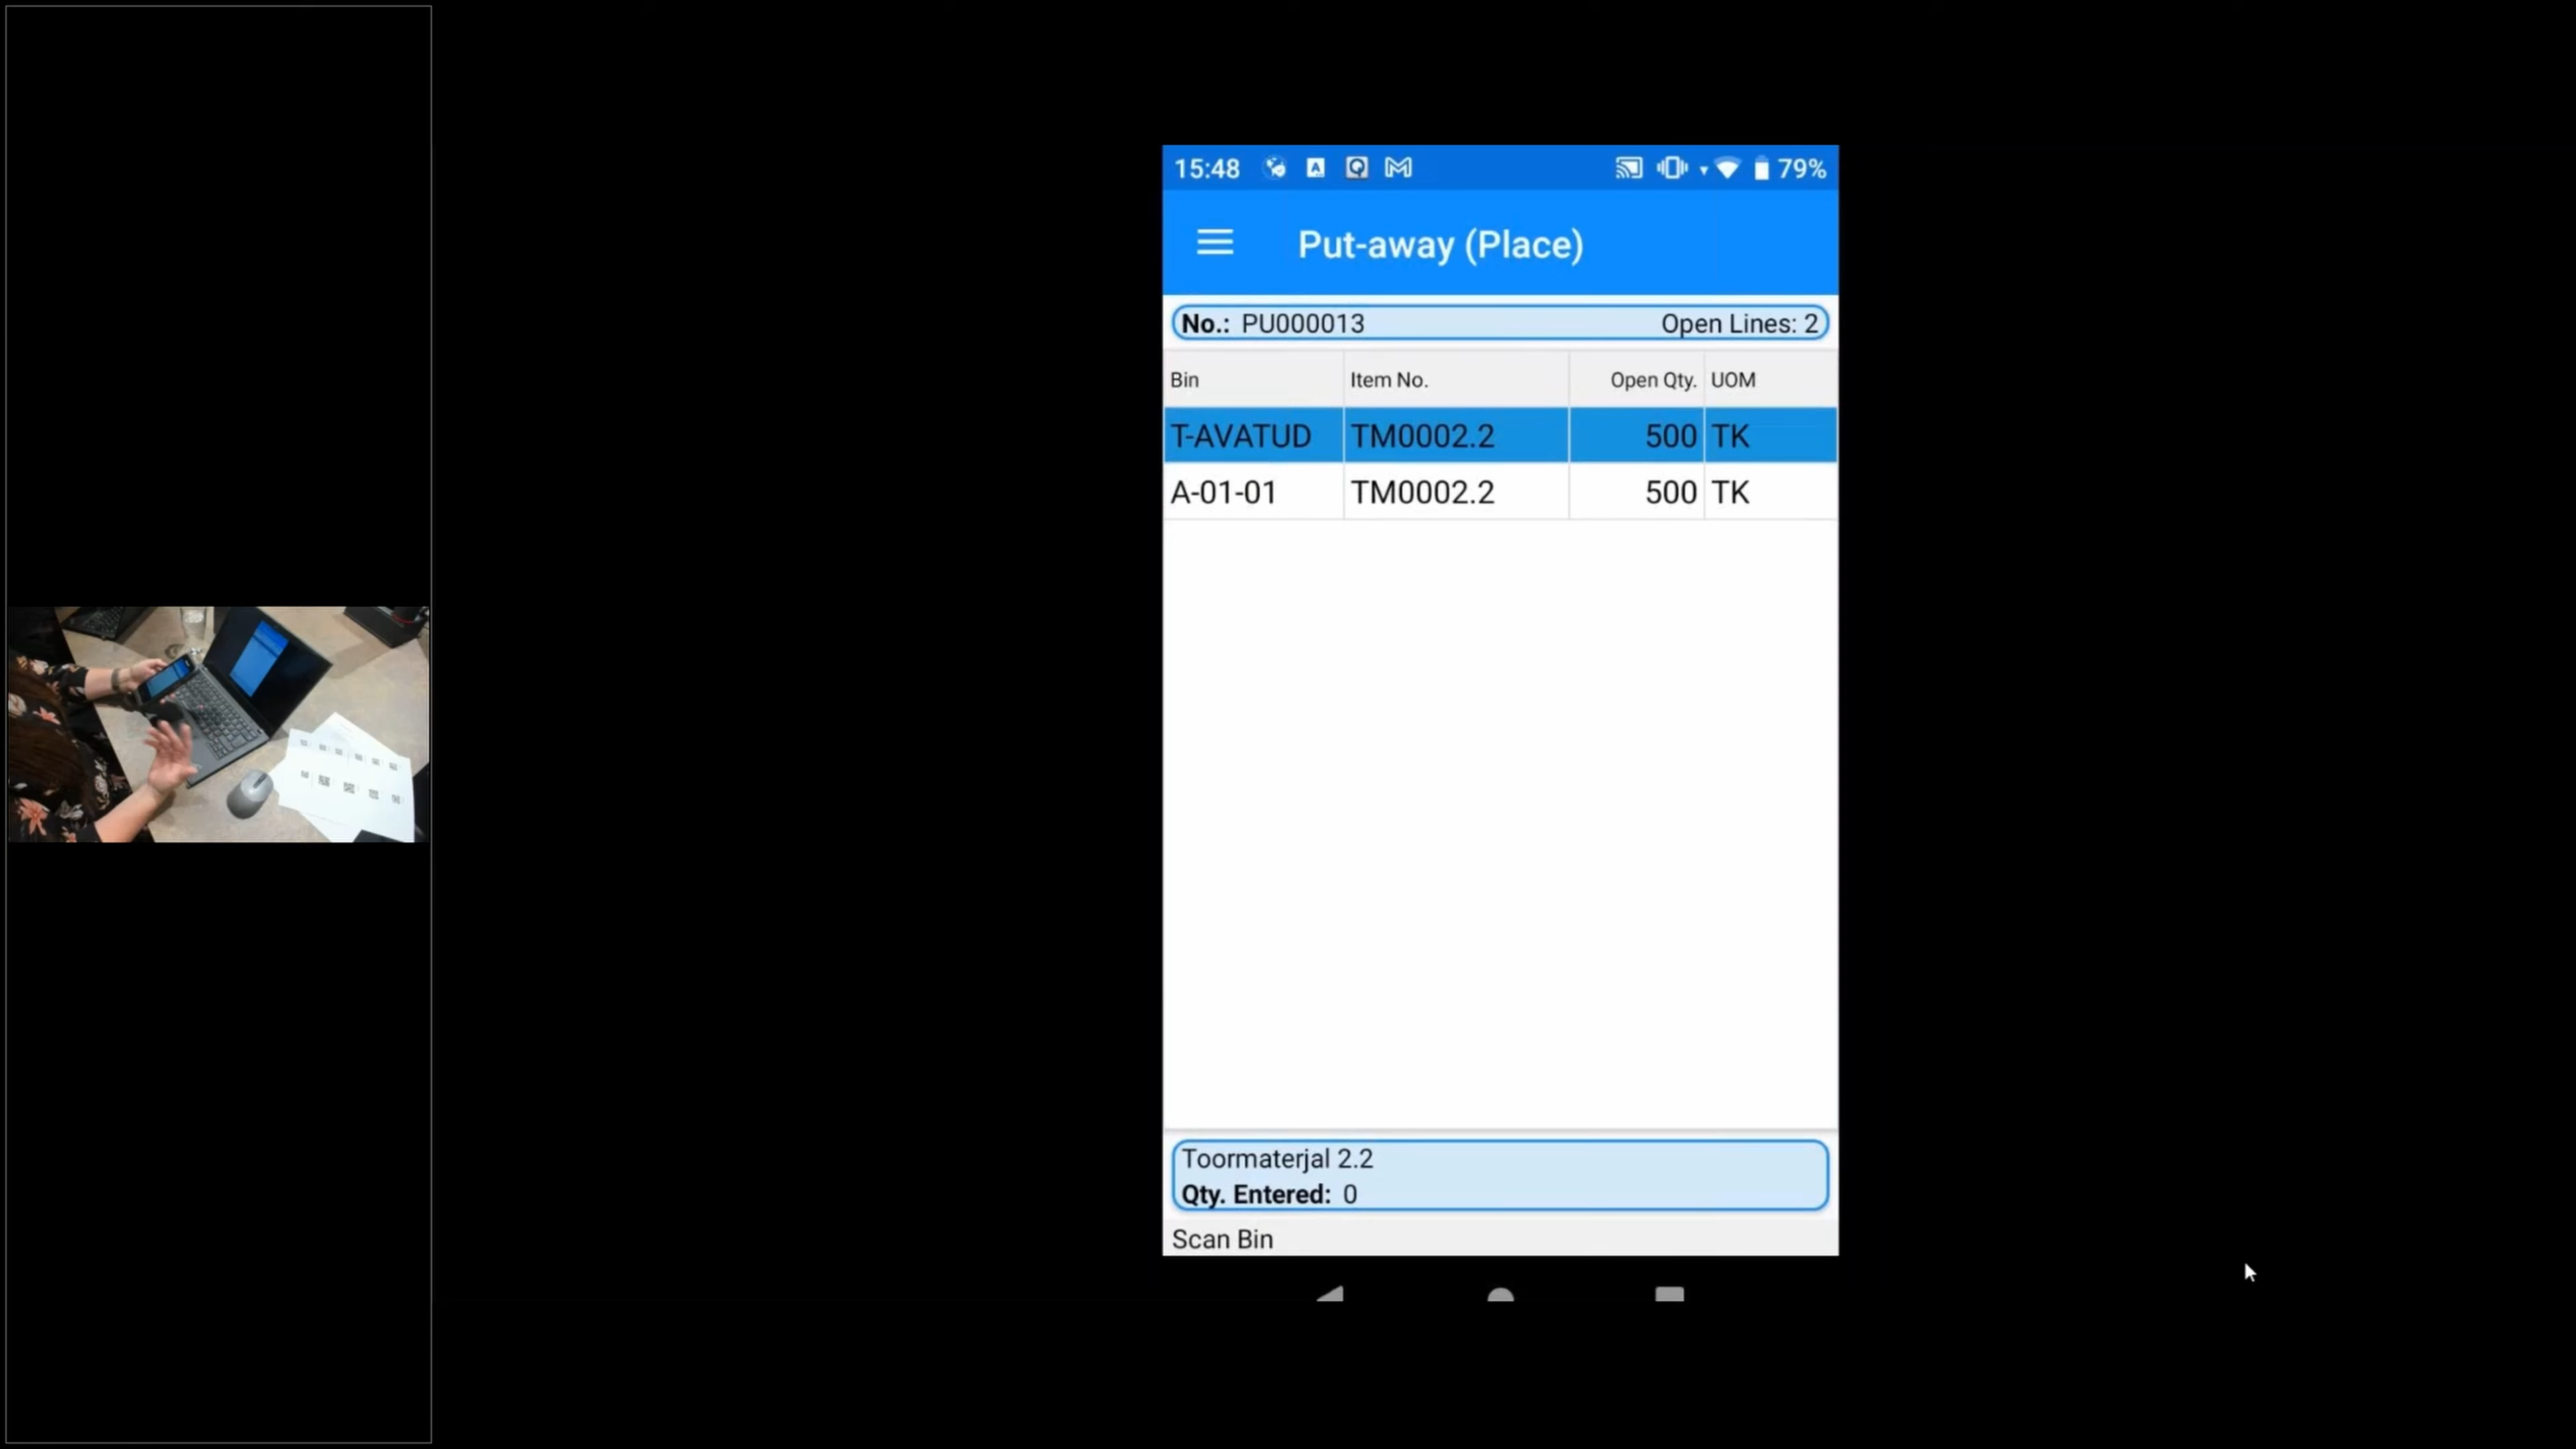 15:48 79%
Put-away (Place)
No.: PU000013 Open Lines: 2
Bin Item No. Open Qty. UOM
T-AVATUD TM0002.2 500 TK
A-01-01 TM0002.2 500 TK
Toormaterjal 2.2
Qty. Entered: 0
Scan Bin